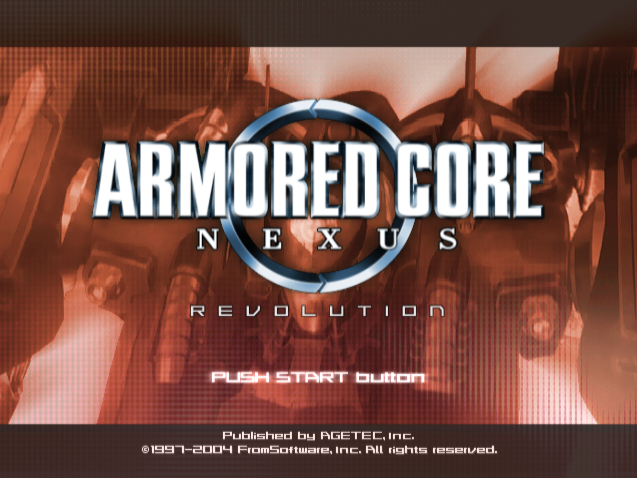 ARMORED CORE
NEXUS
REVOLUTION
PUSH START button
Published by AGETEC, Inc.
©1997-2004 FromSoftware, Inc. All rights reserved.